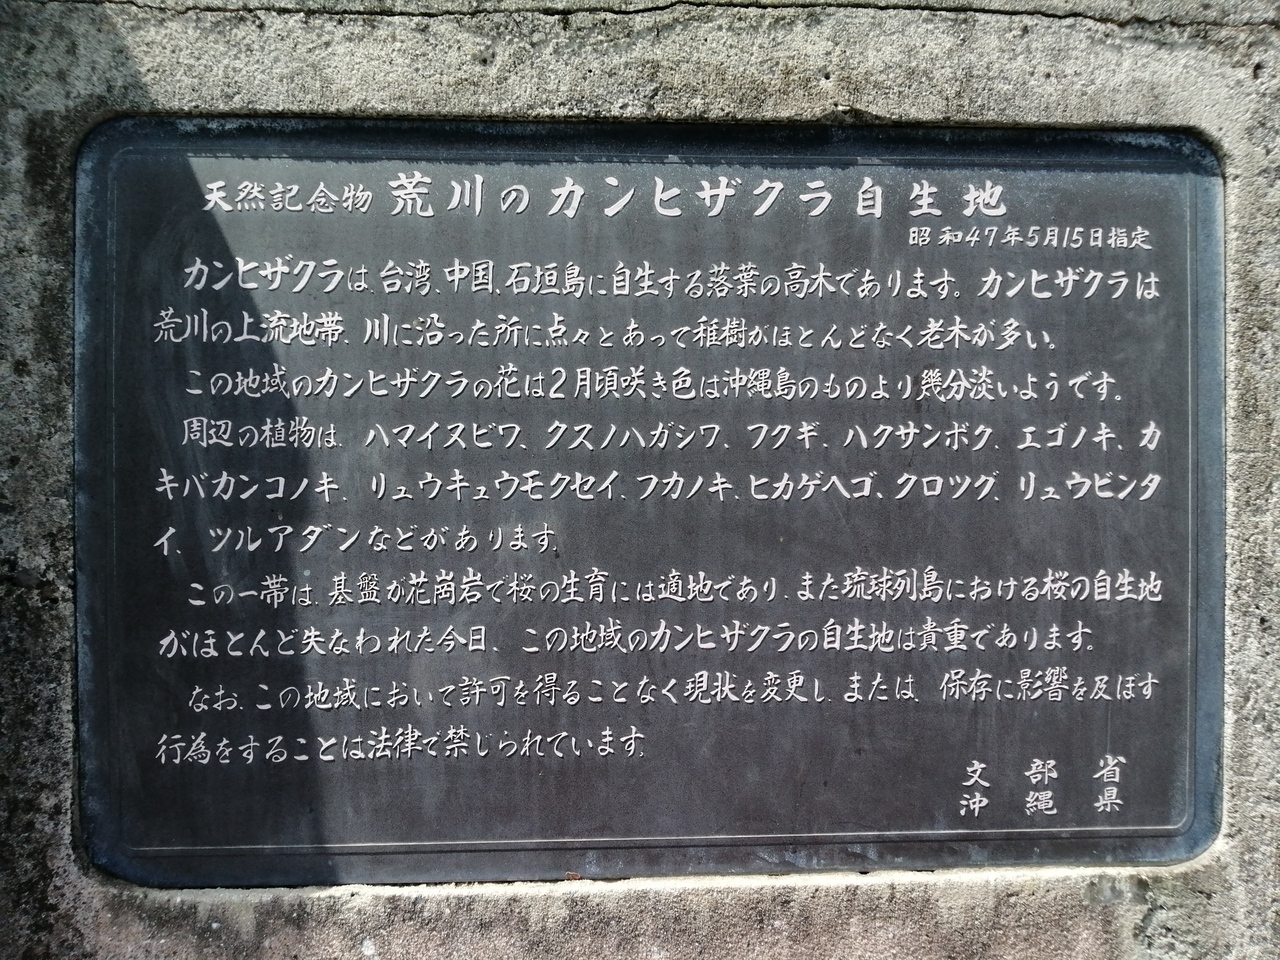 天然記念物 荒川のカンヒザクラ自生地
昭和47年5月15日指定
カンヒザクラは、台湾、中国、石垣島に自生する落葉の高木であります。カンヒザクラは
荒川の上流地帯、川に沿った所に点々とあって稚樹がほとんどなく老木が多い。
この地域のカンヒザクラの花は2月頃咲き色は沖縄島のものより幾分淡いようです。
周辺の植物は、ハマイヌビワ、クスノハガシワ、フクギ、ハクサンボク、エゴノキ、カ
キバカンコノキ、リュウキュウモクセイ、フカノキ、ヒカゲヘゴ、クロツグ、リュウビンタ
イ、ツルアダンなどがあります。
この一帯は、基盤が花崗岩で桜の生育には適地であり、また琉球列島における桜の自生地
がほとんど失なわれた今日、この地域のカンヒザクラの自生地は貴重であります。
なお、この地域において許可を得ることなく現状を変更し、または、保存に影響を及ぼす
行為をすることは法律で禁じられています。
文部省
沖縄県